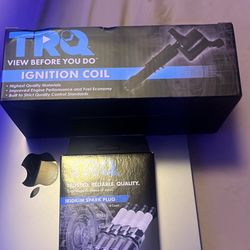 TRQ
VIEW BEFORE YOU DO™
IGNITION COIL
• Highest Quality Materials
• Improved Engine Performance and Fuel Economy
• Built to Strict Quality Control Standards
TRQ
TRUSTED. RELIABLE. QUALITY.
IRIDIUM SPARK PLUG